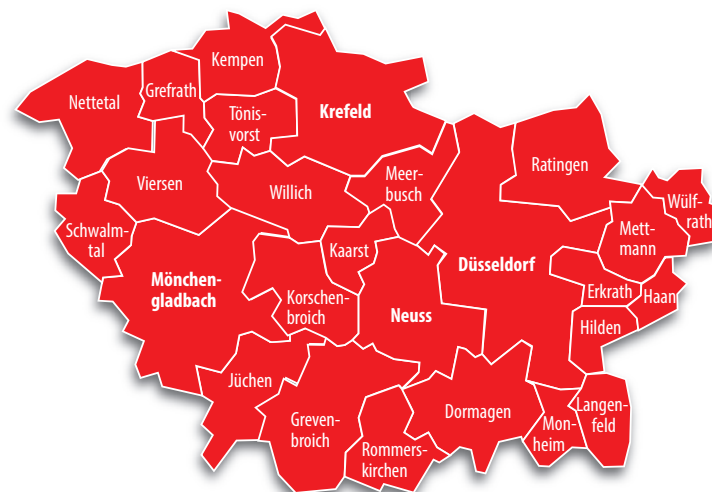 Kempen
Grefrath
Nettetal
Tönis-
vorst
Krefeld
Ratingen
Meer-
busch
Viersen
Willich
Wülf-
rath
Schwalm-
tal
Mett-
mann
Kaarst
Düsseldorf
Mönchen-
gladbach
Korschen-
broich
Neuss
Erkrath
Haan
Hilden
Jüchen
Greven-
broich
Dormagen
Langen-
feld
Mon-
heim
Rommers-
kirchen